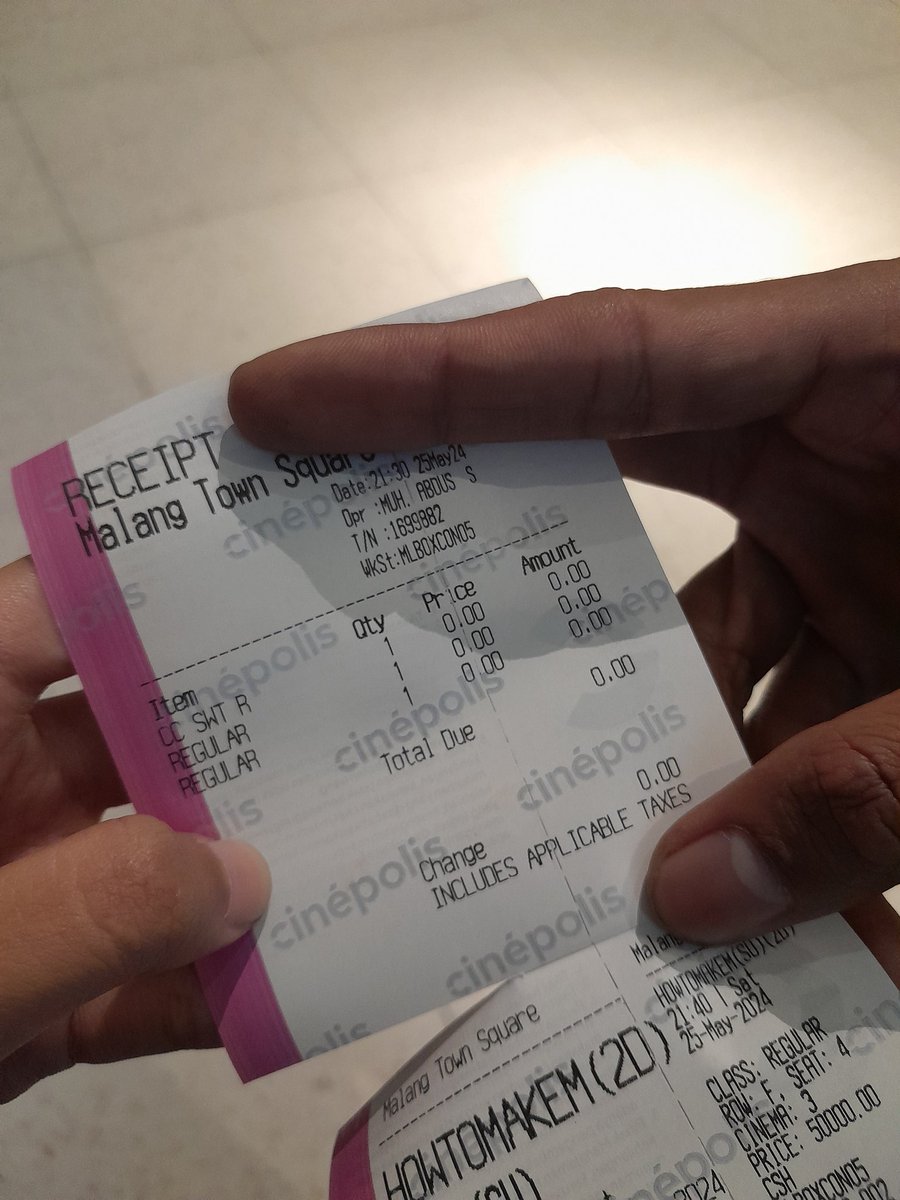 RECEIPT
Malang Town Square
Date:21:30 25May24
Opr :MUH. ABDUS S
T/N :1699882
WkSt:MLBOXCON05
Item Qty Price Amount
CC SWT R 1 0.00 0.00
REGULAR 1 0.00 0.00
REGULAR 1 0.00 0.00
Total Due 0.00
Change 0.00
INCLUDES APPLICABLE TAXES
cinépolis
Malang Town Square
HOWTOMAKEM(2D)
(SU)
HOWTOMAKEM(SU)(2D)
21:40 | Sat
25-May-2024
CLASS: REGULAR
ROW: F, SEAT: 4
CINEMA: 3
PRICE: 50000.00
CSH